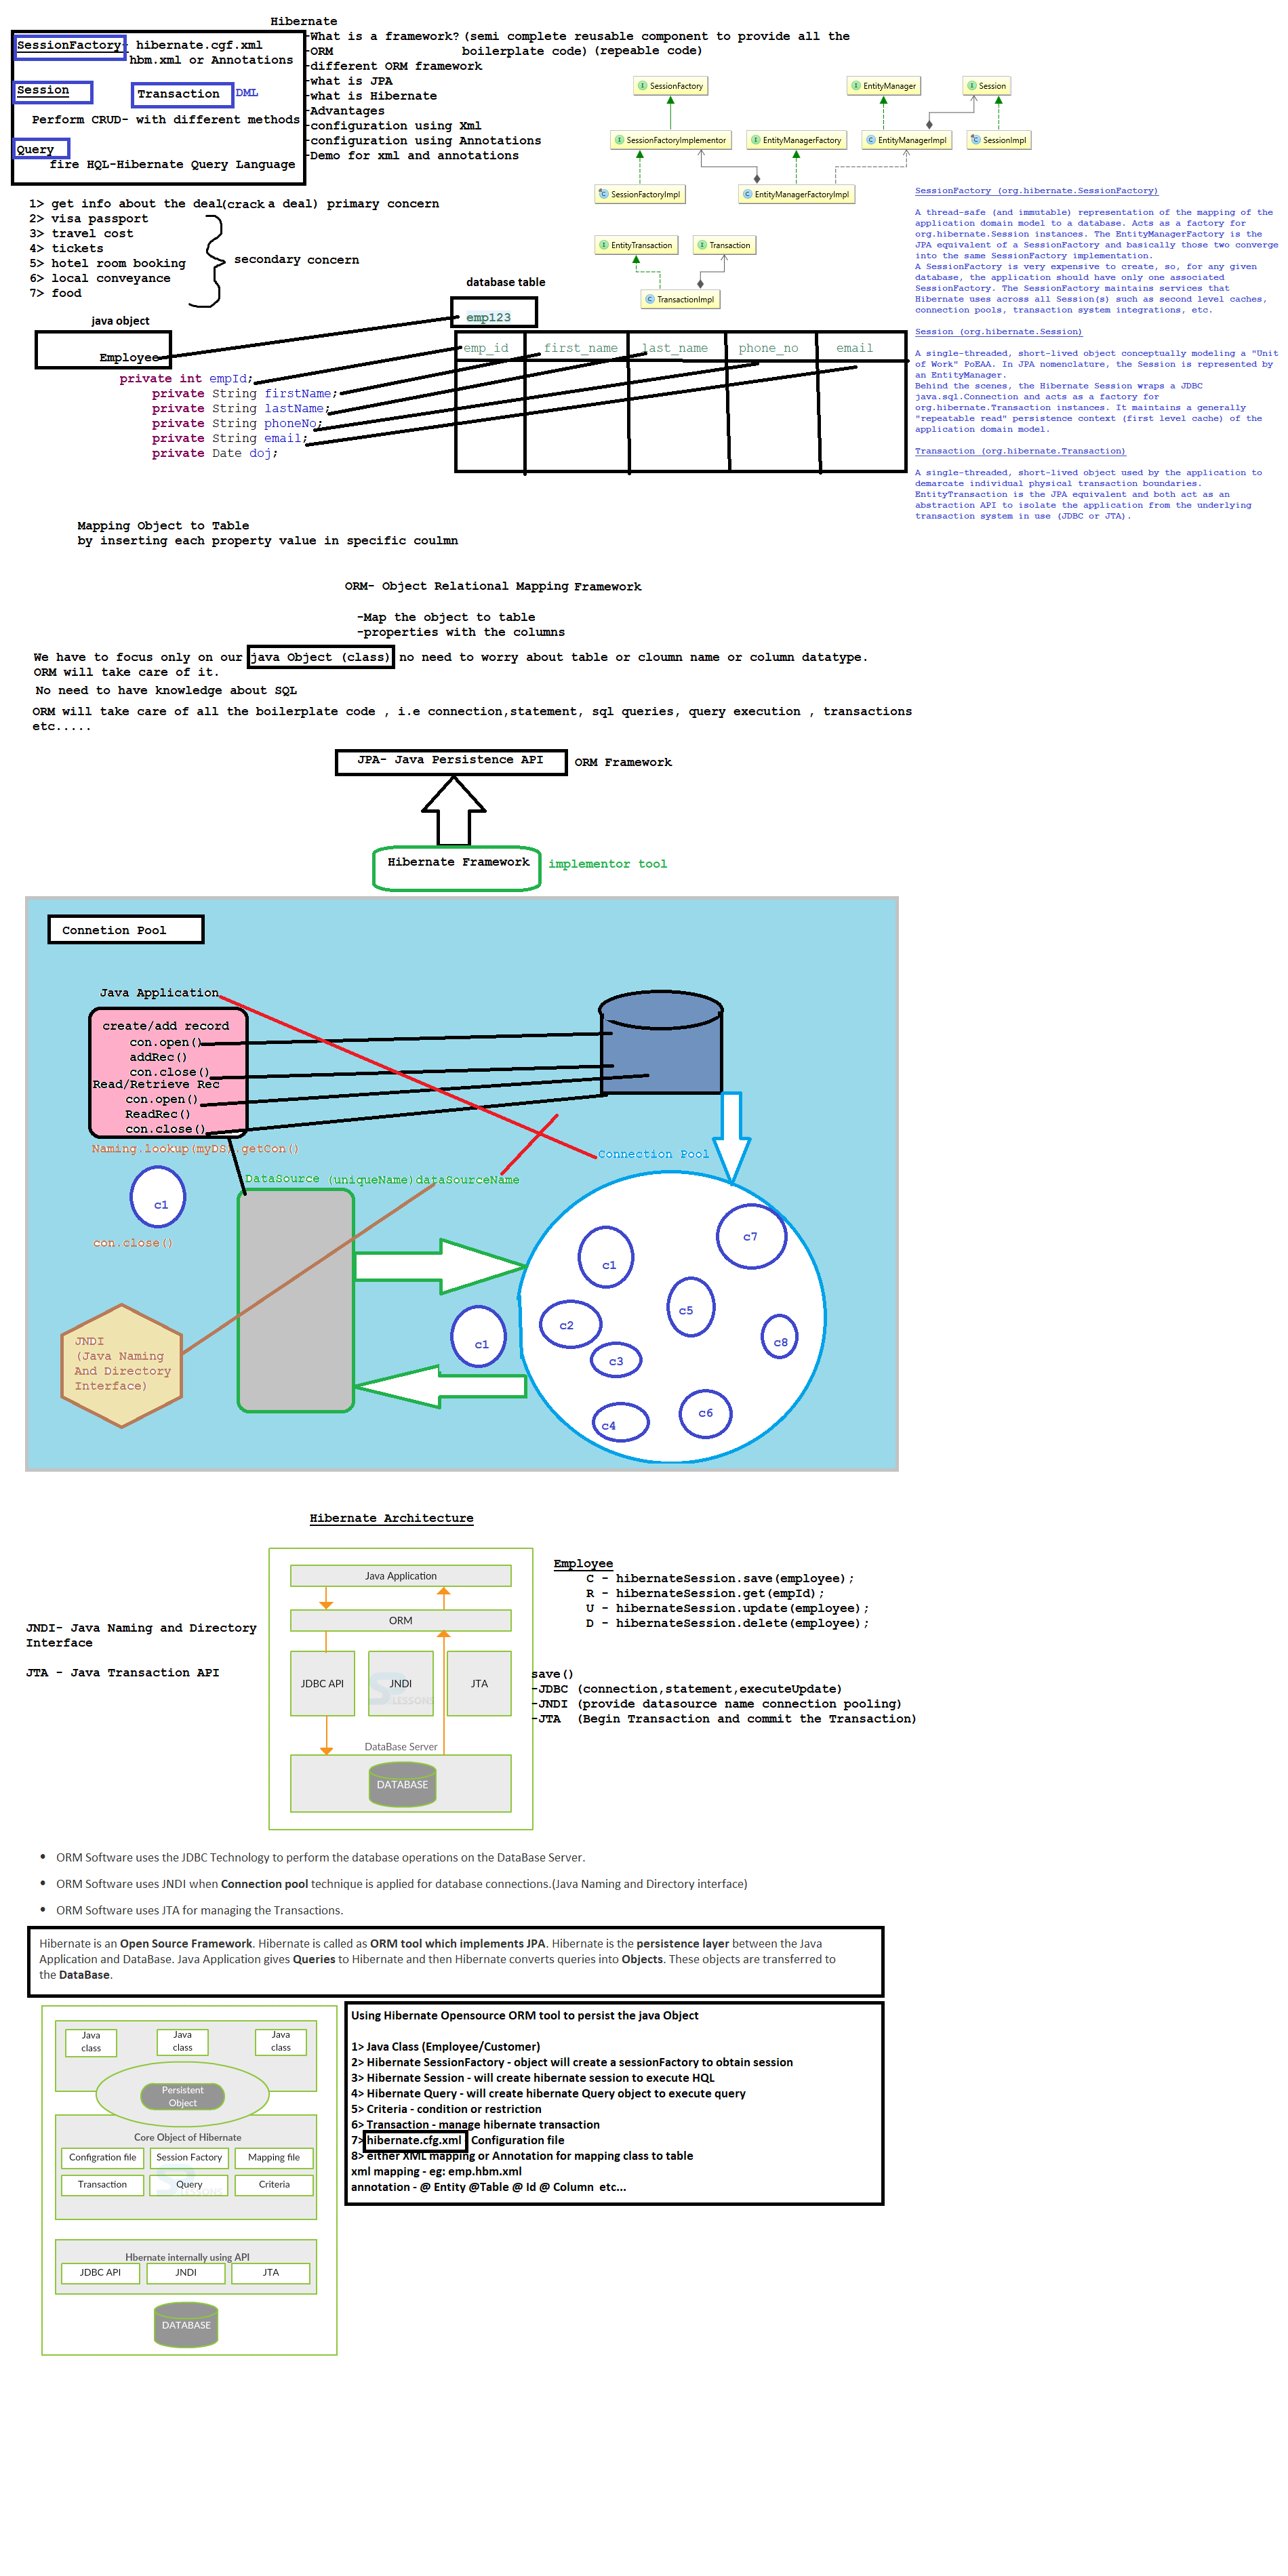 Hibernate
-What is a framework? (semi complete reusable component to provide all the
boilerplate code) (repeable code)
-ORM
-different ORM framework
-what is JPA
-what is Hibernate
-Advantages
-configuration using Xml
-configuration using Annotations
-Demo for xml and annotations
SessionFactory- hibernate.cgf.xml
hbm.xml or Annotations
Session
Transaction DML
Perform CRUD- with different methods
Query
fire HQL-Hibernate Query Language
SessionFactory
EntityManager
Session
SessionFactoryImplementor
EntityManagerFactory
EntityManagerImpl
SessionImpl
SessionFactoryImpl
EntityManagerFactoryImpl
EntityTransaction
Transaction
TransactionImpl
SessionFactory (org.hibernate.SessionFactory)
A thread-safe (and immutable) representation of the mapping of the
application domain model to a database. Acts as a factory for
org.hibernate.Session instances. The EntityManagerFactory is the
JPA equivalent of a SessionFactory and basically those two converge
into the same SessionFactory implementation.
A SessionFactory is very expensive to create, so, for any given
database, the application should have only one associated
SessionFactory. The SessionFactory maintains services that
Hibernate uses across all Session(s) such as second level caches,
connection pools, transaction system integrations, etc.
Session (org.hibernate.Session)
A single-threaded, short-lived object conceptually modeling a "Unit
of Work" PoEAA. In JPA nomenclature, the Session is represented by
an EntityManager.
Behind the scenes, the Hibernate Session wraps a JDBC
java.sql.Connection and acts as a factory for
org.hibernate.Transaction instances. It maintains a generally
"repeatable read" persistence context (first level cache) of the
application domain model.
Transaction (org.hibernate.Transaction)
A single-threaded, short-lived object used by the application to
demarcate individual physical transaction boundaries.
EntityTransaction is the JPA equivalent and both act as an
abstraction API to isolate the application from the underlying
transaction system in use (JDBC or JTA).
1> get info about the deal(crack a deal) primary concern
2> visa passport
3> travel cost
4> tickets
5> hotel room booking
6> local conveyance
7> food
secondary concern
java object
database table
emp123
Employee
emp_id first_name last_name phone_no email
private int empId;
private String firstName;
private String lastName;
private String phoneNo;
private String email;
private Date doj;
Mapping Object to Table
by inserting each property value in specific coulmn
ORM- Object Relational Mapping Framework
-Map the object to table
-properties with the columns
We have to focus only on our java Object (class) no need to worry about table or cloumn name or column datatype.
ORM will take care of it.
No need to have knowledge about SQL
ORM will take care of all the boilerplate code , i.e connection,statement, sql queries, query execution , transactions
etc.....
JPA- Java Persistence API ORM Framework
Hibernate Framework implementor tool
Connetion Pool
Java Application
create/add record
con.open()
addRec()
con.close()
Read/Retrieve Rec
con.open()
ReadRec()
con.close()
Naming.lookup(myDS).getCon()
Connection Pool
DataSource (uniqueName)dataSourceName
c1
con.close()
c7
c1
c5
c2
c1
c8
c3
c6
c4
JNDI
(Java Naming
And Directory
Interface)
Hibernate Architecture
Java Application
ORM
JDBC API
JNDI
JTA
LESSONS
DataBase Server
DATABASE
Employee
C - hibernateSession.save(employee);
R - hibernateSession.get(empId);
U - hibernateSession.update(employee);
D - hibernateSession.delete(employee);
JNDI- Java Naming and Directory
Interface
JTA - Java Transaction API
save()
-JDBC (connection,statement,executeUpdate)
-JNDI (provide datasource name connection pooling)
-JTA (Begin Transaction and commit the Transaction)
• ORM Software uses the JDBC Technology to perform the database operations on the DataBase Server.
• ORM Software uses JNDI when Connection pool technique is applied for database connections.(Java Naming and Directory interface)
• ORM Software uses JTA for managing the Transactions.
Hibernate is an Open Source Framework. Hibernate is called as ORM tool which implements JPA. Hibernate is the persistence layer between the Java
Application and DataBase. Java Application gives Queries to Hibernate and then Hibernate converts queries into Objects. These objects are transferred to
the DataBase.
Java
class
Java
class
Java
class
Persistent
Object
Core Object of Hibernate
Configration file
Session Factory
Mapping file
Transaction
Query
Criteria
LESSONS
Hbernate internally using API
JDBC API
JNDI
JTA
DATABASE
Using Hibernate Opensource ORM tool to persist the java Object
1> Java Class (Employee/Customer)
2> Hibernate SessionFactory - object will create a sessionFactory to obtain session
3> Hibernate Session - will create hibernate session to execute HQL
4> Hibernate Query - will create hibernate Query object to execute query
5> Criteria - condition or restriction
6> Transaction - manage hibernate transaction
7> hibernate.cfg.xml Configuration file
8> either XML mapping or Annotation for mapping class to table
xml mapping - eg: emp.hbm.xml
annotation - @ Entity @Table @ Id @ Column etc...